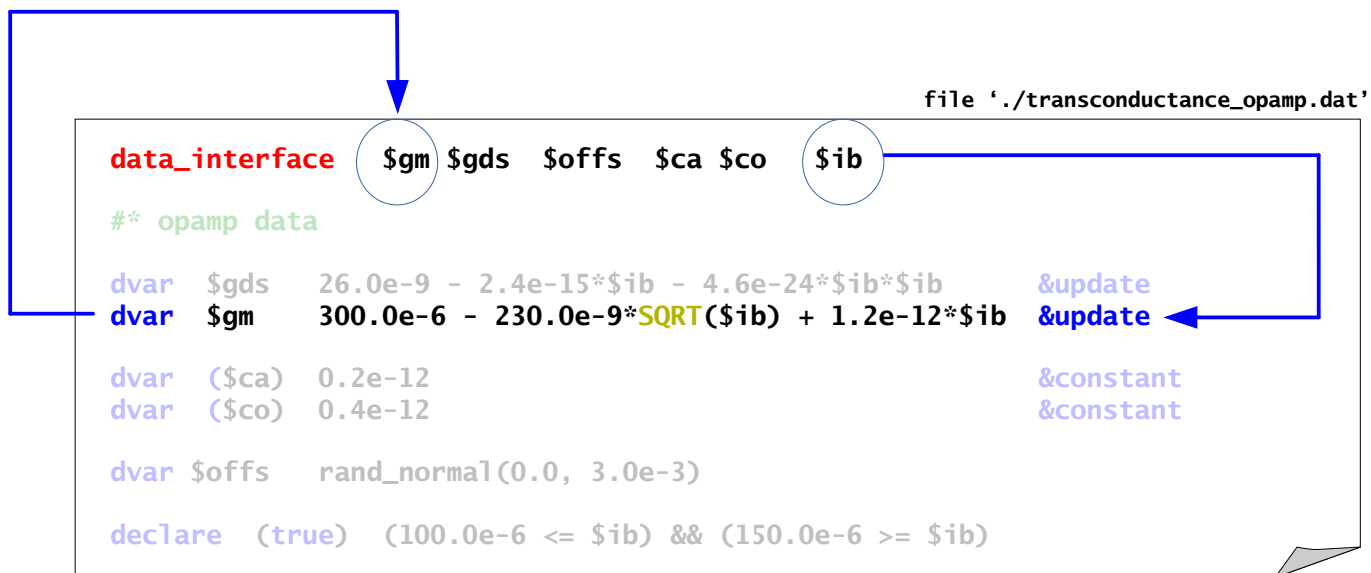 file ‘./transconductance_opamp.dat’
data_interface $gm $gds $offs $ca $co $ib
#* opamp data
dvar $gds 26.0e-9 - 2.4e-15*$ib - 4.6e-24*$ib*$ib &update
dvar $gm 300.0e-6 - 230.0e-9*SQRT($ib) + 1.2e-12*$ib &update
dvar ($ca) 0.2e-12 &constant
dvar ($co) 0.4e-12 &constant
dvar $offs rand_normal(0.0, 3.0e-3)
declare (true) (100.0e-6 <= $ib) && (150.0e-6 >= $ib)